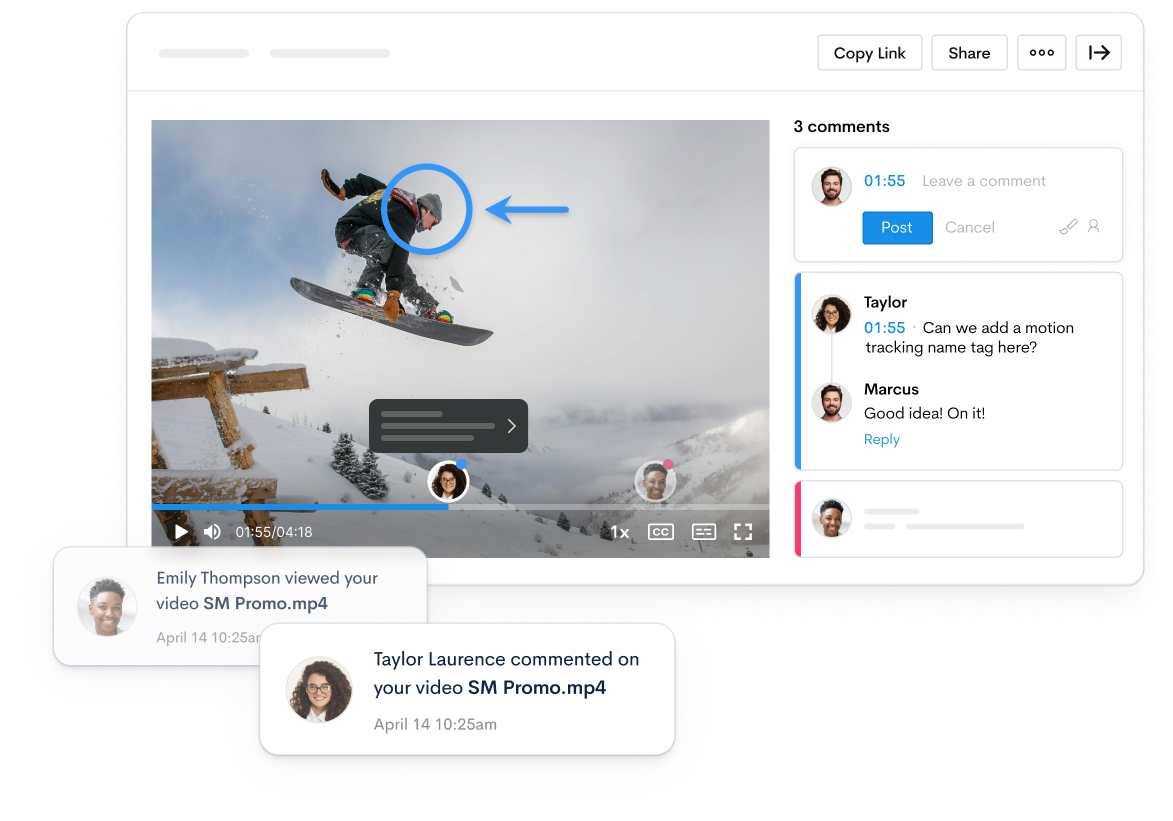 Copy Link
Share
3 comments
01:55 Leave a comment
Post
Cancel
Taylor
01:55 · Can we add a motion
tracking name tag here?
Marcus
Good idea! On it!
Reply
01:55/04:18
1x
CC
Emily Thompson viewed your
video SM Promo.mp4
April 14 10:25am
Taylor Laurence commented on
your video SM Promo.mp4
April 14 10:25am